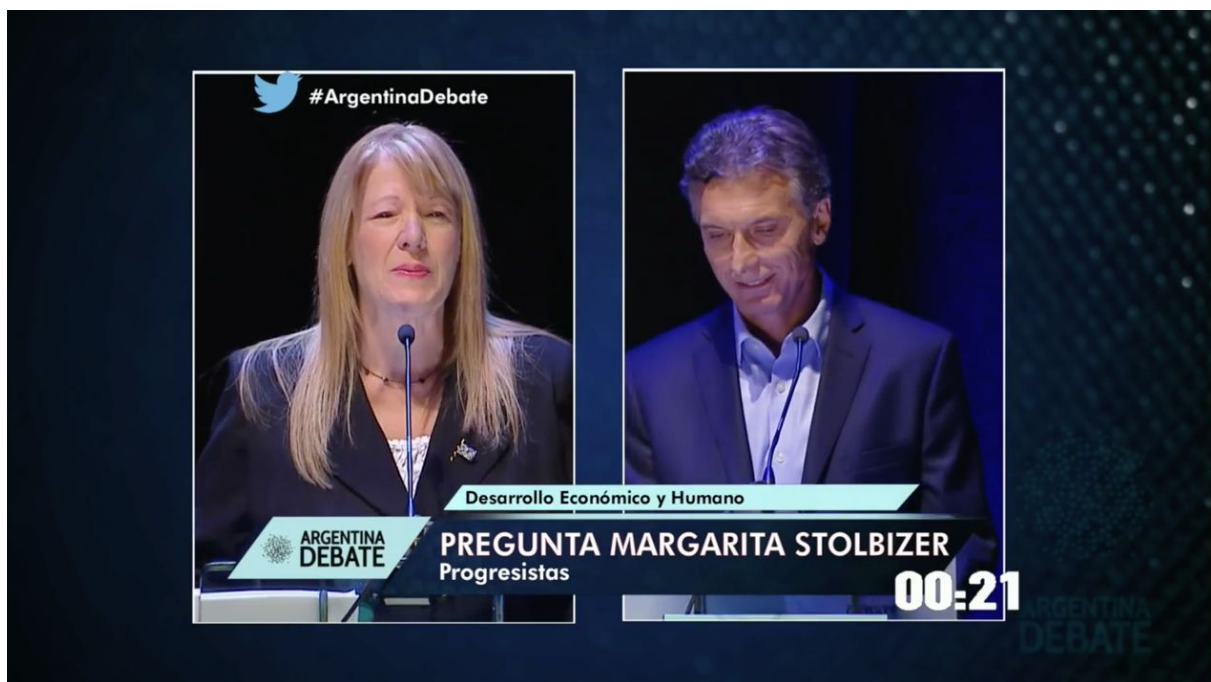 #ArgentinaDebate
Desarrollo Económico y Humano
ARGENTINA
DEBATE
PREGUNTA MARGARITA STOLBIZER
Progresistas
00:21
ARGENTINA
DEBATE